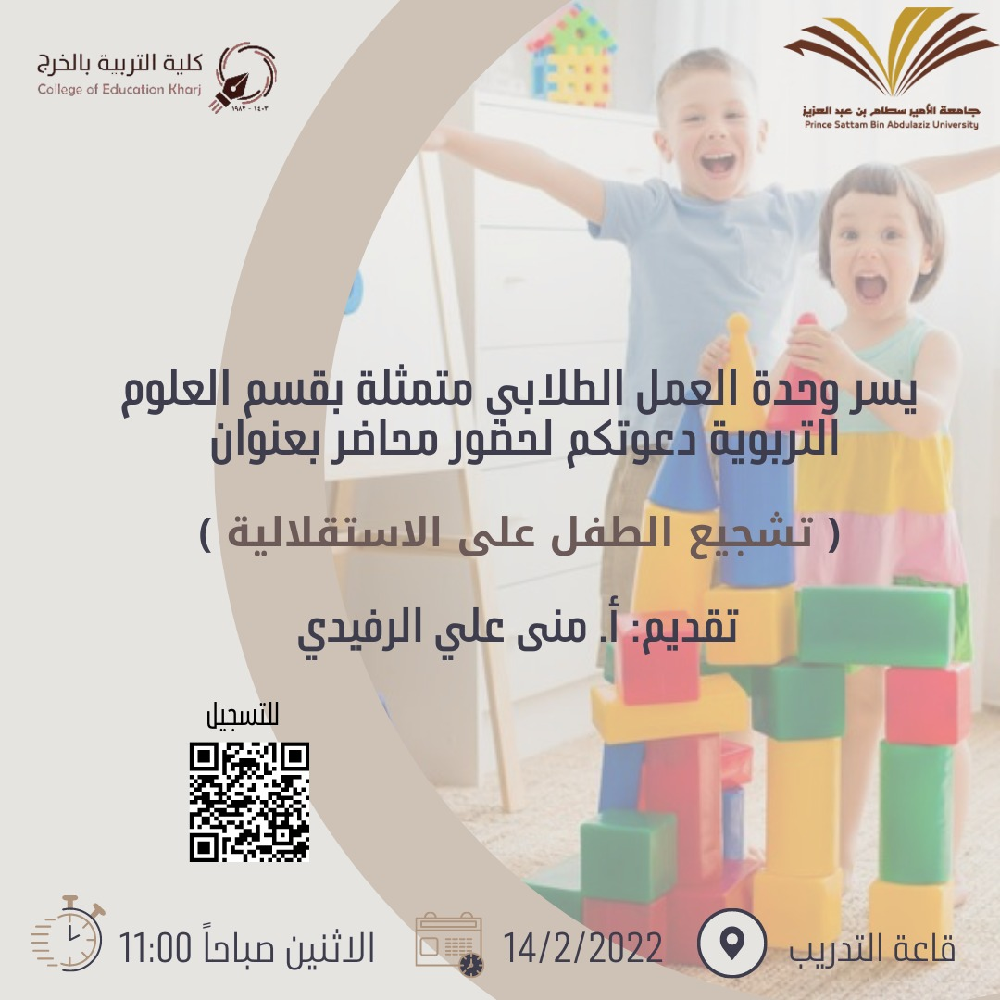 كلية التربية بالخرج
College of Education Kharj
١٤٠٣ - ١٩٨٣
جامعة الأمير سطام بن عبد العزيز
Prince Sattam Bin Abdulaziz University
يسر وحدة العمل الطلابي متمثلة بقسم العلوم
التربوية دعوتكم لحضور محاضر بعنوان
( تشجيع الطفل على الاستقلالية )
تقديم: أ. منى علي الرفيدي
للتسجيل
قاعة التدريب
14/2/2022
الاثنين صباحاً 11:00